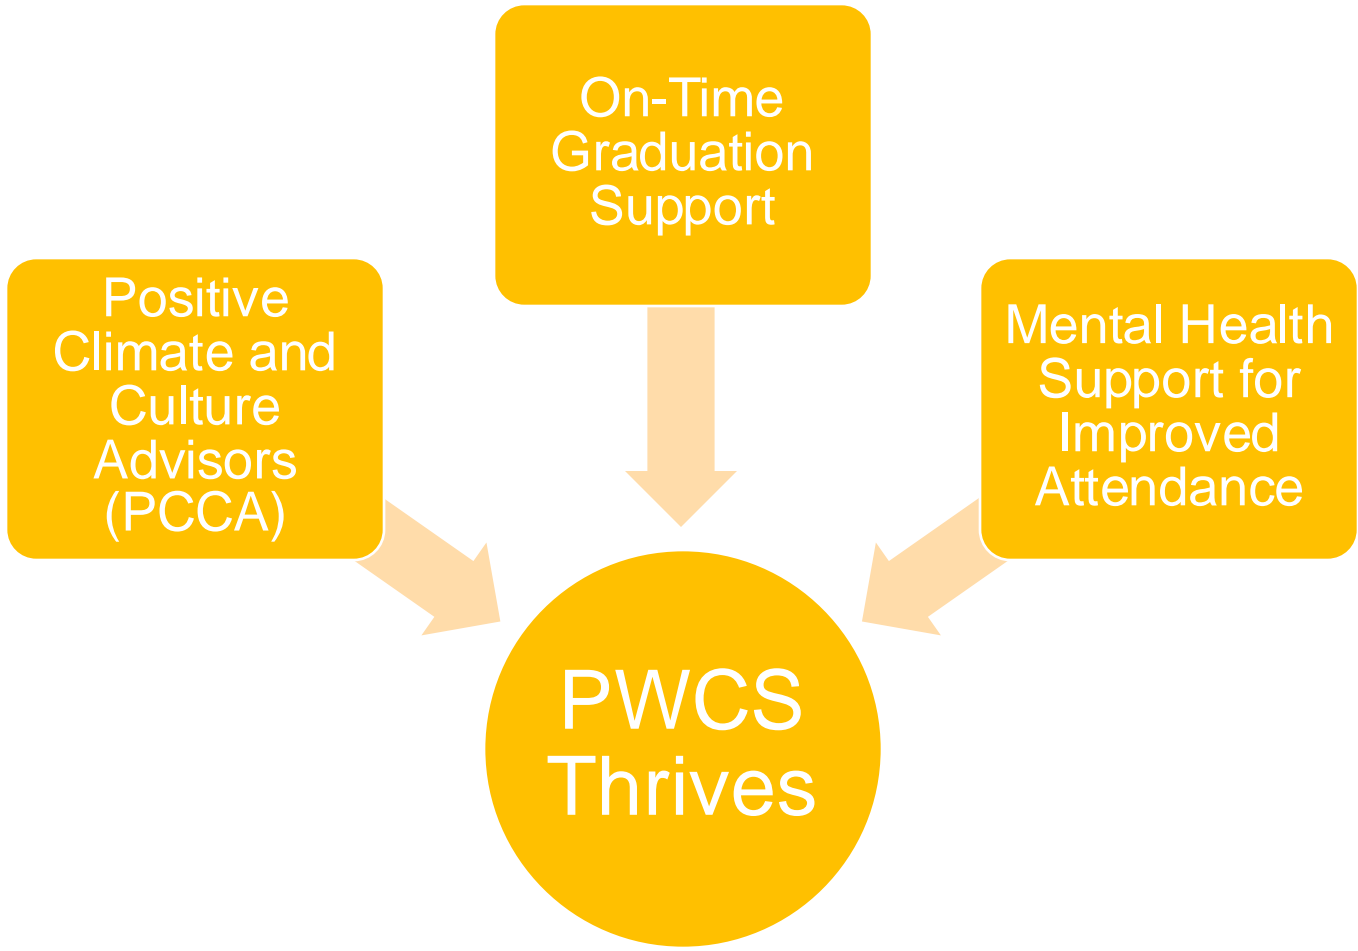 On-Time
Graduation
Support
Positive
Climate and
Culture
Advisors
(PCCA)
Mental Health
Support for
Improved
Attendance
PWCS
Thrives